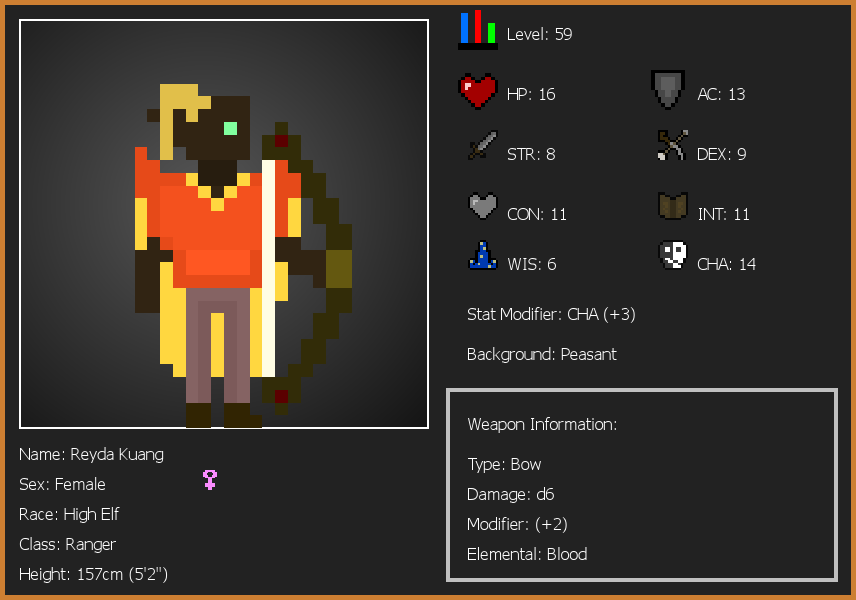 Level: 59
HP: 16
AC: 13
STR: 8
DEX: 9
CON: 11
INT: 11
WIS: 6
CHA: 14
Stat Modifier: CHA (+3)
Background: Peasant
Weapon Information:
Type: Bow
Damage: d6
Modifier: (+2)
Elemental: Blood
Name: Reyda Kuang
Sex: Female
Race: High Elf
Class: Ranger
Height: 157cm (5'2")